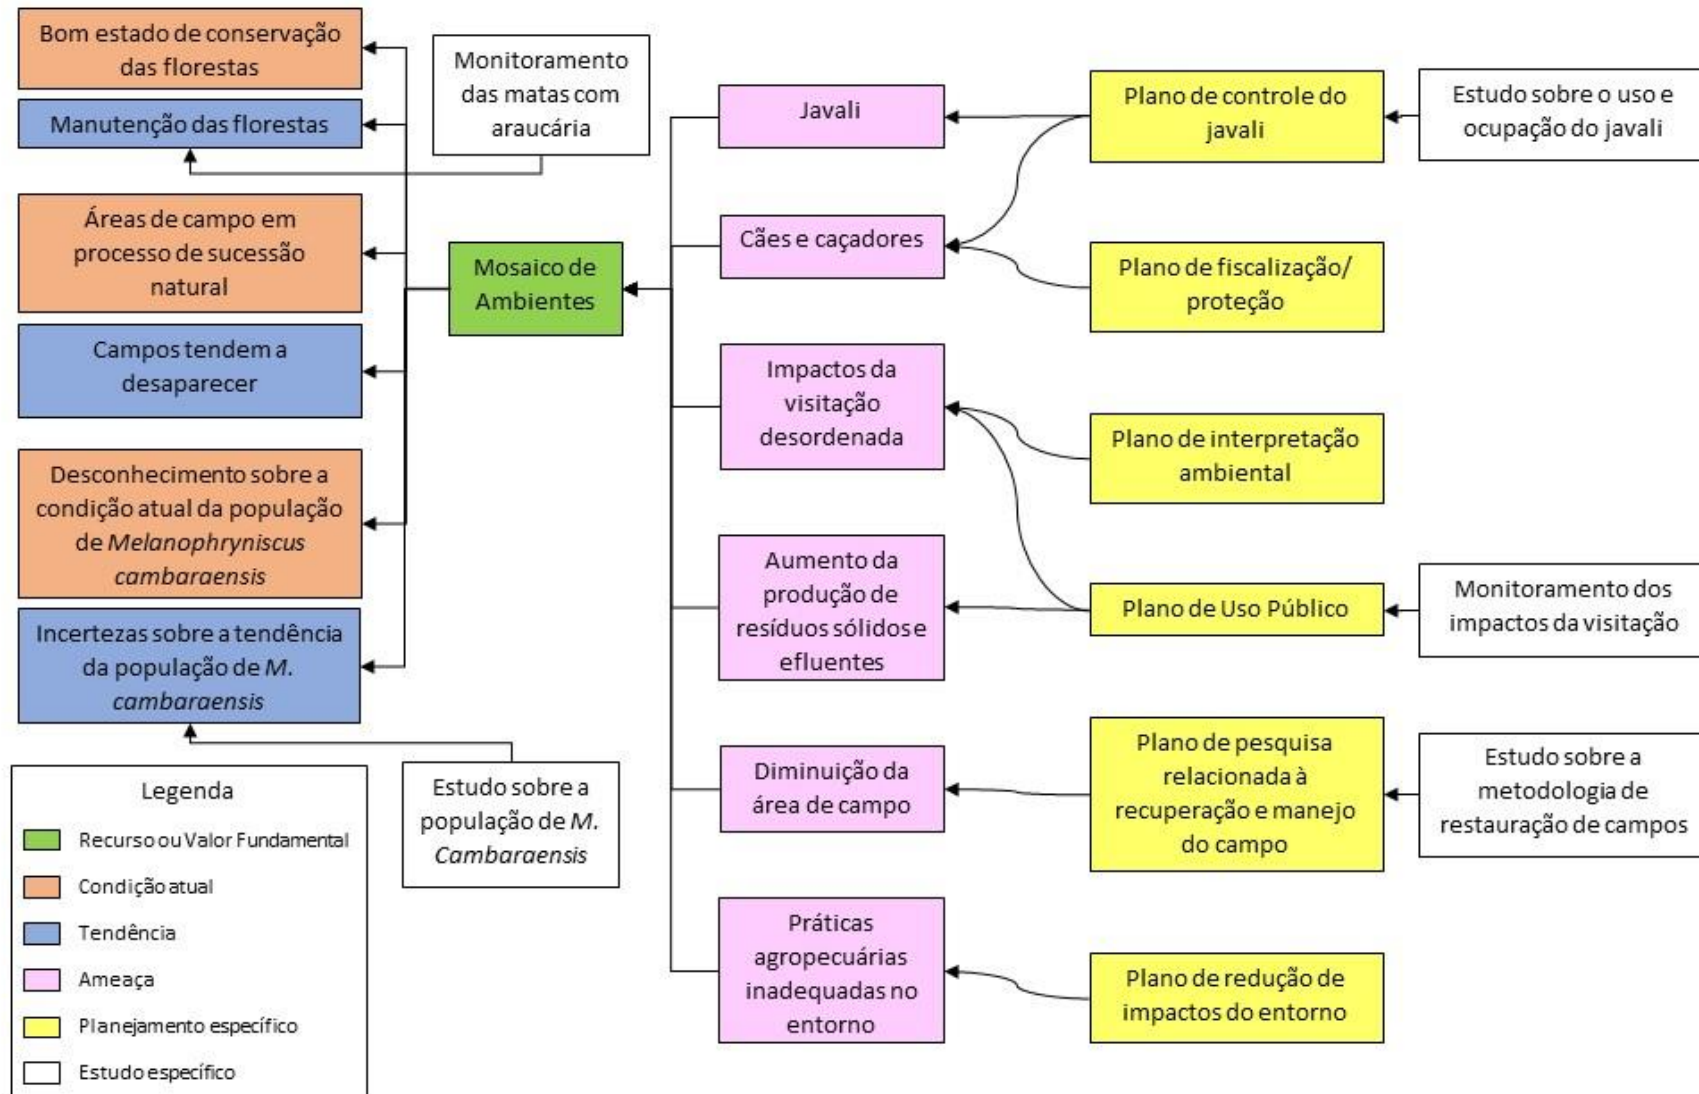 Bom estado de conservação
das florestas
Manutenção das florestas
Monitoramento
das matas com
araucária
Áreas de campo em
processo de sucessão
natural
Campos tendem a
desaparecer
Desconhecimento sobre a
condição atual da população
de Melanophryniscus
cambaraensis
Incertezas sobre a tendência
da população de M.
cambaraensis
Estudo sobre a
população de M.
Cambaraensis
Mosaico de
Ambientes
Javali
Cães e caçadores
Impactos da
visitação
desordenada
Aumento da
produção de
resíduos sólidos e
efluentes
Diminuição da
área de campo
Práticas
agropecuárias
inadequadas no
entorno
Plano de controle do
javali
Plano de fiscalização/
proteção
Plano de interpretação
ambiental
Plano de Uso Público
Plano de pesquisa
relacionada à
recuperação e manejo
do campo
Plano de redução de
impactos do entorno
Estudo sobre o uso e
ocupação do javali
Monitoramento dos
impactos da visitação
Estudo sobre a
metodologia de
restauração de campos
Legenda
Recurso ou Valor Fundamental
Condição atual
Tendência
Ameaça
Planejamento específico
Estudo específico